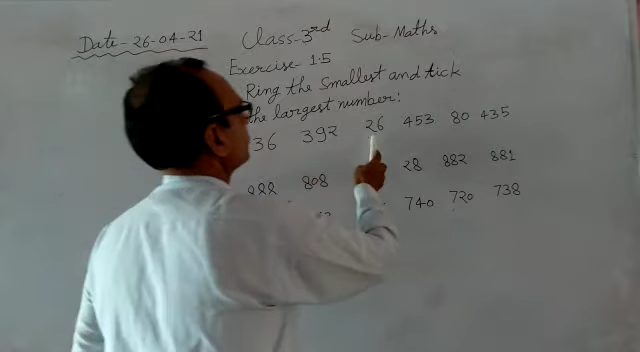 Date - 26-04-21 Class - 3rd Sub - Maths
Exercise - 1.5
Ring the smallest and tick
the largest number:
36 392 26 453 80 435
808 28 882 881
740 720 738